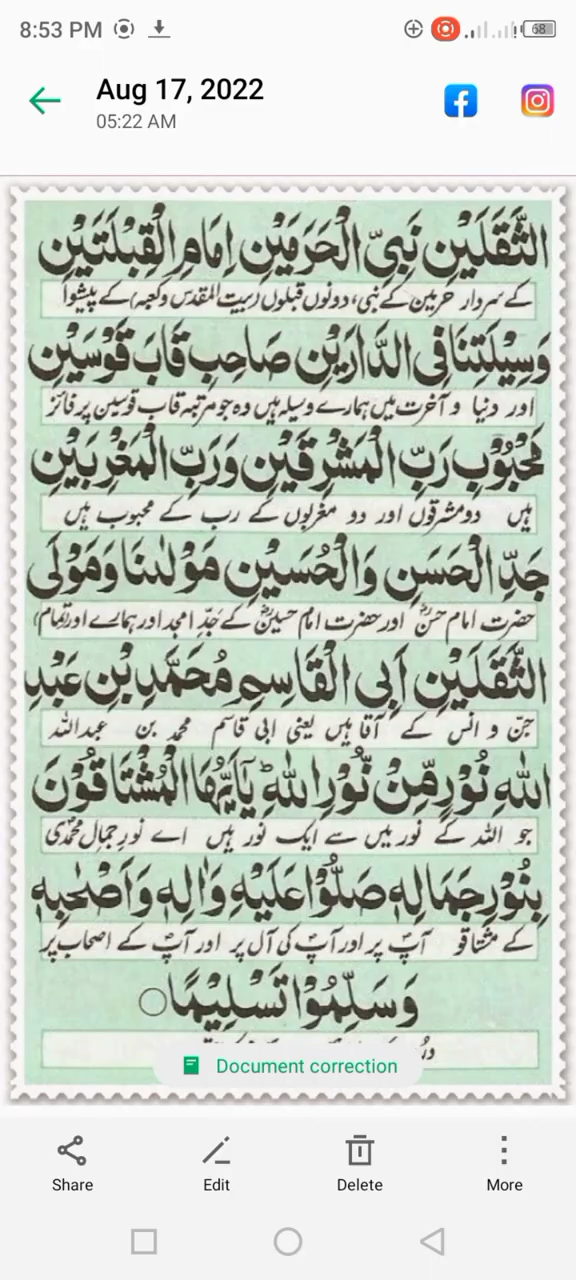 8:53 PM
68
Aug 17, 2022
05:22 AM
الثَّقَلَيْنِ نَبِيِّ الْحَرَمَيْنِ اِمَامِ الْقِبْلَتَيْنِ
کے سردار حرمین کے نبی، دونوں قبلوں (بیت المقدس و کعبہ) کے پیشوا
وَسِيْلَتِنَا فِى الدَّارَيْنِ صَاحِبِ قَابَ قَوْسَيْنِ
اور دنیا و آخرت میں ہمارے وسیلہ ہیں وہ جو مرتبہ قاب قوسین پر فائز
مَحْبُوْبِ رَبِّ الْمَشْرِقَيْنِ وَرَبِّ الْمَغْرِبَيْنِ
ہیں دو مشرقوں اور دو مغربوں کے رب کے محبوب ہیں
جَدِّ الْحَسَنِ وَالْحُسَيْنِ مَوْلٰىنَا وَمَوْلَى
حضرت امام حسنؓ اور حضرت امام حسینؓ کے جدِّ امجد اور ہمارے اور (تمام)
الثَّقَلَيْنِ اَبِى الْقَاسِمِ مُحَمَّدِ بْنِ عَبْدِ
جن و انس کے آقا ہیں یعنی ابی قاسم محمد بن عبداللہ
اللّٰهِ نُوْرٍ مِّنْ نُّوْرِ اللّٰهِ ؕ يٰٓاَيُّهَا الْمُشْتَاقُوْنَ
جو اللہ کے نور میں سے ایک نور ہیں اے نورِ جمال محمدی
بِنُوْرِ جَمَالِهٖ صَلُّوْا عَلَيْهِ وَاٰلِهٖ وَاَصْحٰبِهٖ
کے مشتاقو آپؐ پر اور آپؐ کی آل پر اور آپؐ کے اصحاب پر
وَسَلِّمُوْا تَسْلِيْمًا ○
Document correction
Share Edit Delete More